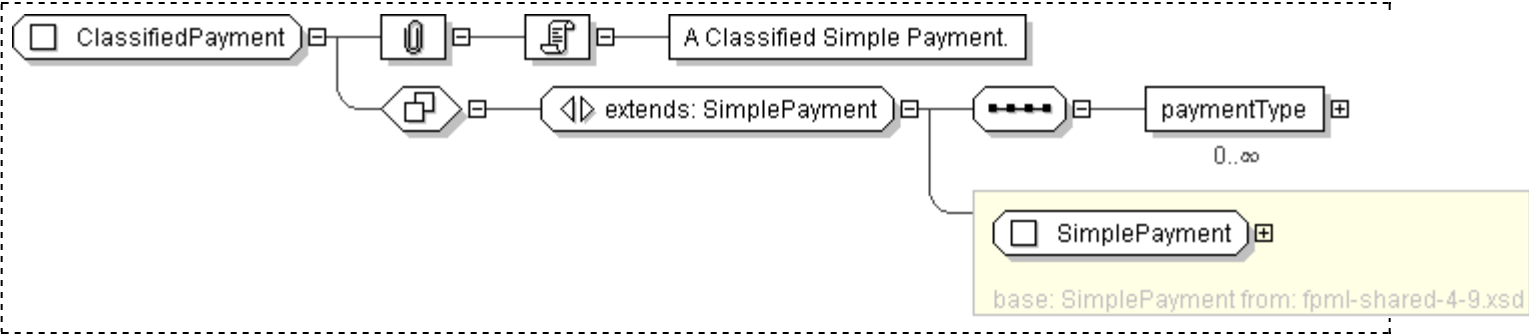 ClassifiedPayment
A Classified Simple Payment.
extends: SimplePayment
paymentType
0..∞
SimplePayment
base: SimplePayment from: fpml-shared-4-9.xsd